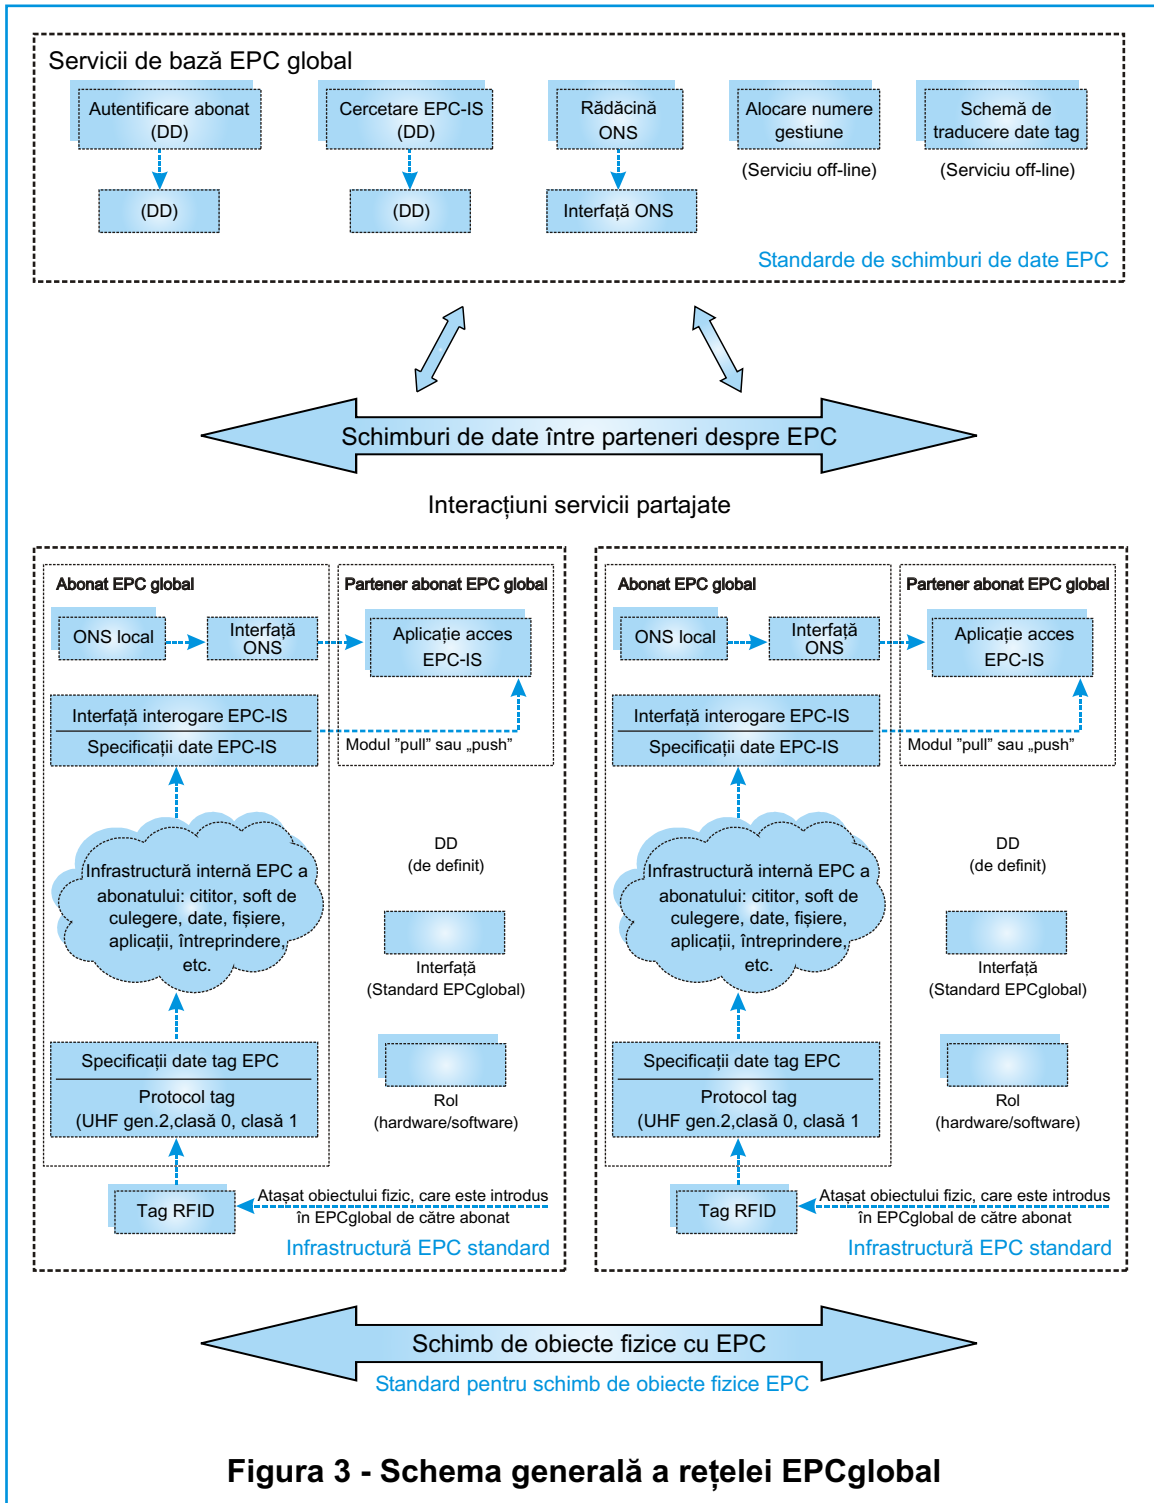 Servicii de bază EPC global
Autentificare abonat
(DD)
Cercetare EPC-IS
(DD)
Rădăcină
ONS
Alocare numere
gestiune
Schemă de
traducere date tag
(Serviciu off-line)
(Serviciu off-line)
(DD)
(DD)
Interfață ONS
Standarde de schimburi de date EPC
Schimburi de date între parteneri despre EPC
Interacțiuni servicii partajate
Abonat EPC global
Partener abonat EPC global
ONS local
Interfață
ONS
Aplicație acces
EPC-IS
Interfață interogare EPC-IS
Specificații date EPC-IS
Modul ”pull” sau „push”
Infrastructură internă EPC a
abonatului: cititor, soft de
culegere, date, fișiere,
aplicații, întreprindere,
etc.
DD
(de definit)
Interfață
(Standard EPCglobal)
Specificații date tag EPC
Protocol tag
(UHF gen.2,clasă 0, clasă 1
Rol
(hardware/software)
Tag RFID
Atașat obiectului fizic, care este introdus
în EPCglobal de către abonat
Infrastructură EPC standard
Abonat EPC global
Partener abonat EPC global
ONS local
Interfață
ONS
Aplicație acces
EPC-IS
Interfață interogare EPC-IS
Specificații date EPC-IS
Modul ”pull” sau „push”
Infrastructură internă EPC a
abonatului: cititor, soft de
culegere, date, fișiere,
aplicații, întreprindere,
etc.
DD
(de definit)
Interfață
(Standard EPCglobal)
Specificații date tag EPC
Protocol tag
(UHF gen.2,clasă 0, clasă 1
Rol
(hardware/software)
Tag RFID
Atașat obiectului fizic, care este introdus
în EPCglobal de către abonat
Infrastructură EPC standard
Schimb de obiecte fizice cu EPC
Standard pentru schimb de obiecte fizice EPC
Figura 3 - Schema generală a rețelei EPCglobal